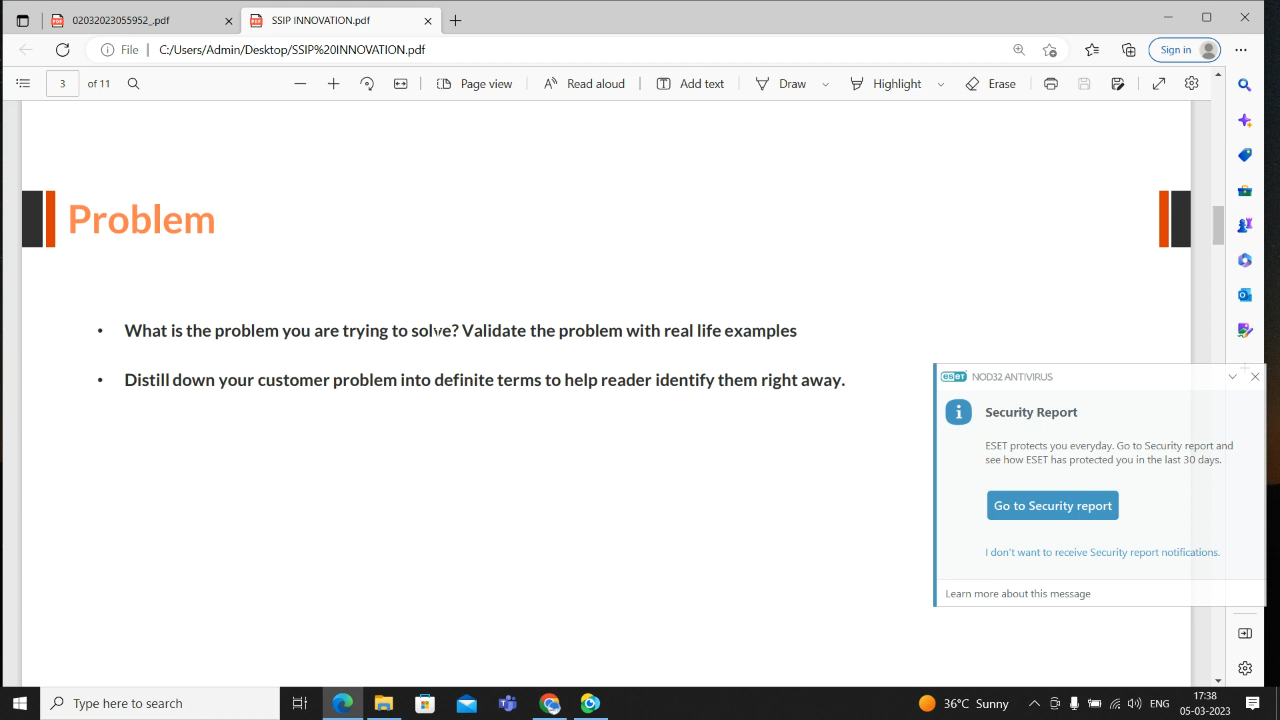 02032023055952_.pdf
SSIP INNOVATION.pdf
File
C:/Users/Admin/Desktop/SSIP%20INNOVATION.pdf
Sign in
3 of 11
Page view
Read aloud
Add text
Draw
Highlight
Erase
Problem
• What is the problem you are trying to solve? Validate the problem with real life examples
• Distill down your customer problem into definite terms to help reader identify them right away.
eset NOD32 ANTIVIRUS
Security Report
ESET protects you everyday. Go to Security report and
see how ESET has protected you in the last 30 days.
Go to Security report
I don't want to receive Security report notifications.
Learn more about this message
Type here to search
36°C Sunny
ENG
17:38
05-03-2023